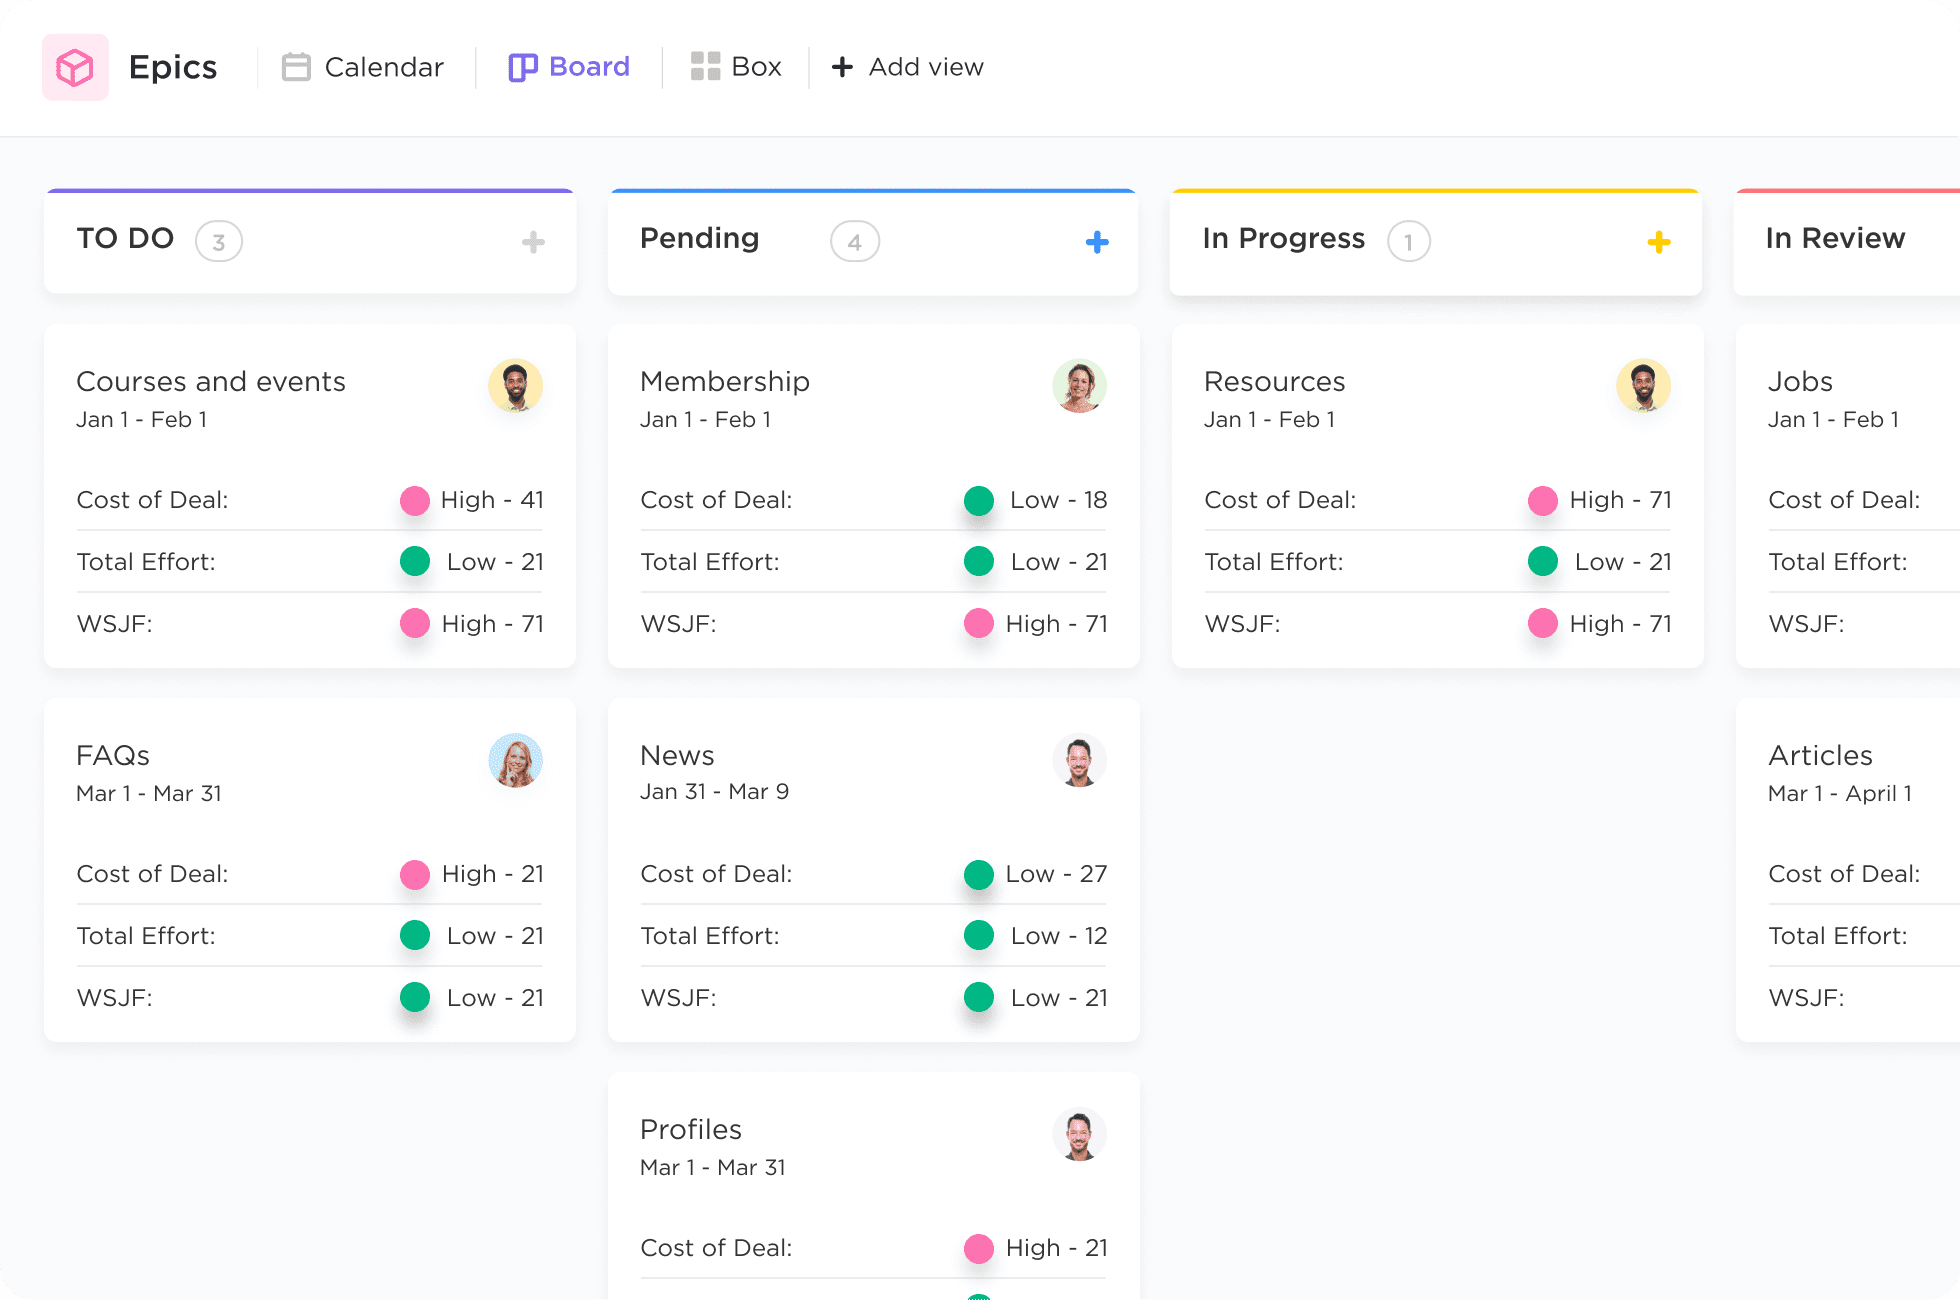 Epics
Calendar
Board
Box
Add view
TO DO 3
Courses and events
Jan 1 - Feb 1
Cost of Deal: High - 41
Total Effort: Low - 21
WSJF: High - 71
FAQs
Mar 1 - Mar 31
Cost of Deal: High - 21
Total Effort: Low - 21
WSJF: Low - 21
Pending 4
Membership
Jan 1 - Feb 1
Cost of Deal: Low - 18
Total Effort: Low - 21
WSJF: High - 71
News
Jan 31 - Mar 9
Cost of Deal: Low - 27
Total Effort: Low - 12
WSJF: Low - 21
Profiles
Mar 1 - Mar 31
Cost of Deal: High - 21
In Progress 1
Resources
Jan 1 - Feb 1
Cost of Deal: High - 71
Total Effort: Low - 21
WSJF: High - 71
In Review
Jobs
Jan 1 - Feb 1
Cost of Deal:
Total Effort:
WSJF:
Articles
Mar 1 - April 1
Cost of Deal:
Total Effort:
WSJF: